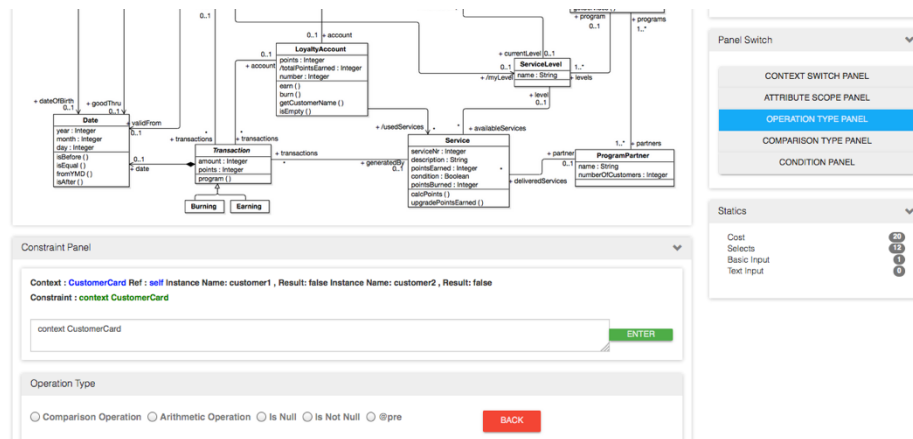 + program
0..1
+ programs
1..*
0..1
0..1
+ account
LoyaltyAccount
points : Integer
/totalPointsEarned : Integer
number : Integer
earn ()
burn ()
getCustomerName ()
isEmpty ()
0..1
+ account
+ currentLevel
0..1
0..1
+ /myLevel
ServiceLevel
name : String
1..*
+ levels
+ level
0..1
+ dateOfBirth
0..1
+ goodThru
0..1
+ validFrom
0..1
Date
year : Integer
month : Integer
day : Integer
isBefore ()
isEqual ()
fromYMD ()
isAfter ()
0..1
+ date
+ transactions
*
*
+ transactions
Transaction
amount : Integer
points : Integer
program ()
+ transactions
*
Burning
Earning
+ /usedServices
*
*
+ availableServices
+ generatedBy
0..1
Service
serviceNr : Integer
description : String
pointsEarned : Integer
condition : Boolean
pointsBurned : Integer
calcPoints ()
upgradePointsEarned ()
*
+ deliveredServices
1..*
+ partners
+ partner
0..1
ProgramPartner
name : String
numberOfCustomers : Integer
Panel Switch
CONTEXT SWITCH PANEL
ATTRIBUTE SCOPE PANEL
OPERATION TYPE PANEL
COMPARISON TYPE PANEL
CONDITION PANEL
Statics
Cost 20
Selects 12
Basic Input 1
Text Input 0
Constraint Panel
Context : CustomerCard Ref : self Instance Name: customer1 , Result: false Instance Name: customer2 , Result: false
Constraint : context CustomerCard
context CustomerCard
ENTER
Operation Type
Comparison Operation Arithmetic Operation Is Null Is Not Null @pre
BACK